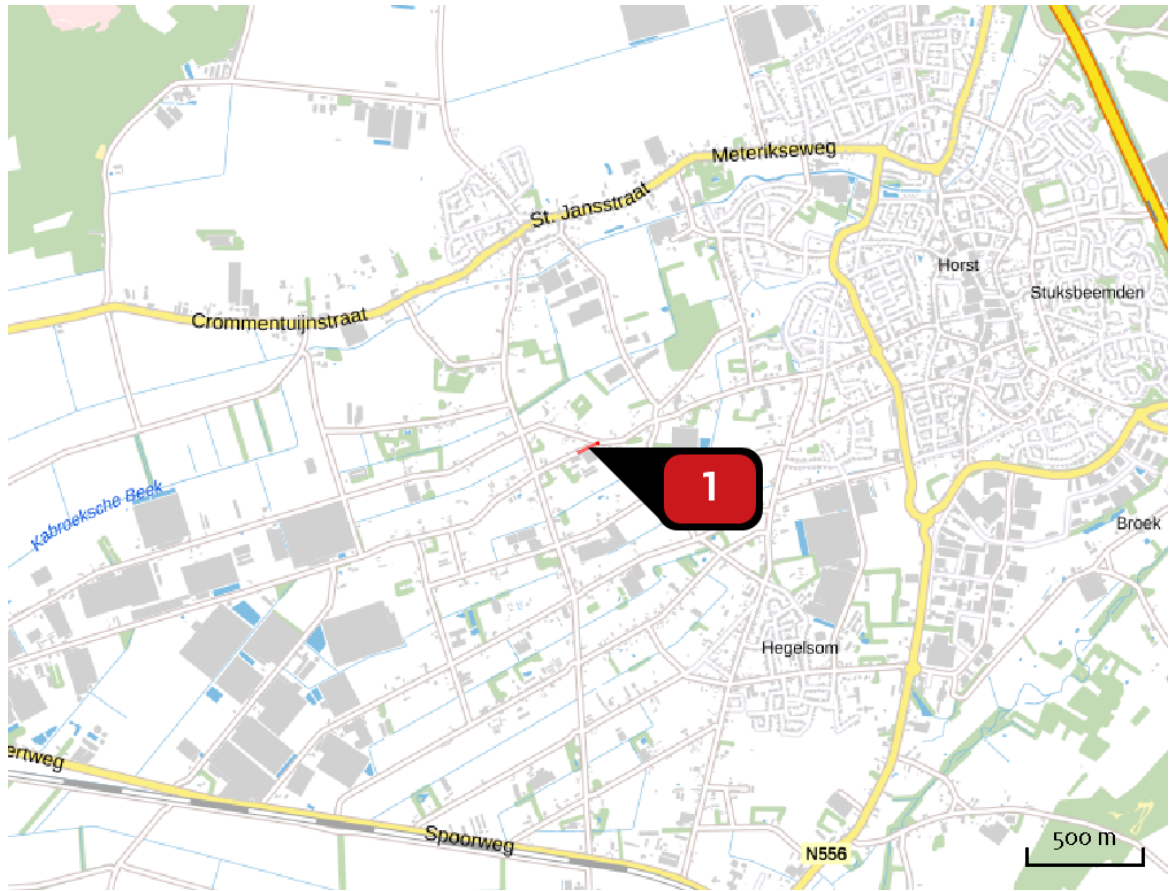 Meterikseweg
St. Jansstraat
Horst
Stuksbeemden
Crommentuijnstraat
1
Kabroeksche Beek
Broek
Hegelsom
ertweg
Spoorweg
N556
500 m